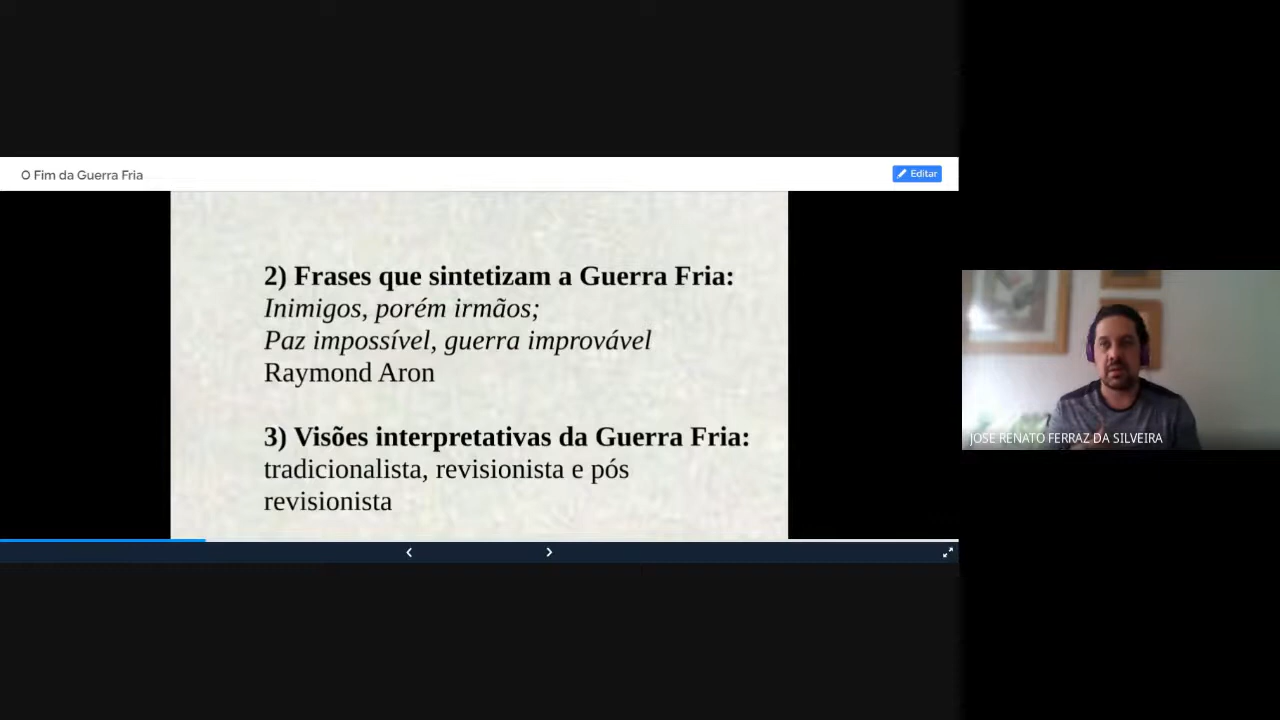 O Fim da Guerra Fria
Editar
2) Frases que sintetizam a Guerra Fria:
Inimigos, porém irmãos;
Paz impossível, guerra improvável
Raymond Aron
3) Visões interpretativas da Guerra Fria:
tradicionalista, revisionista e pós
revisionista
JOSE RENATO FERRAZ DA SILVEIRA